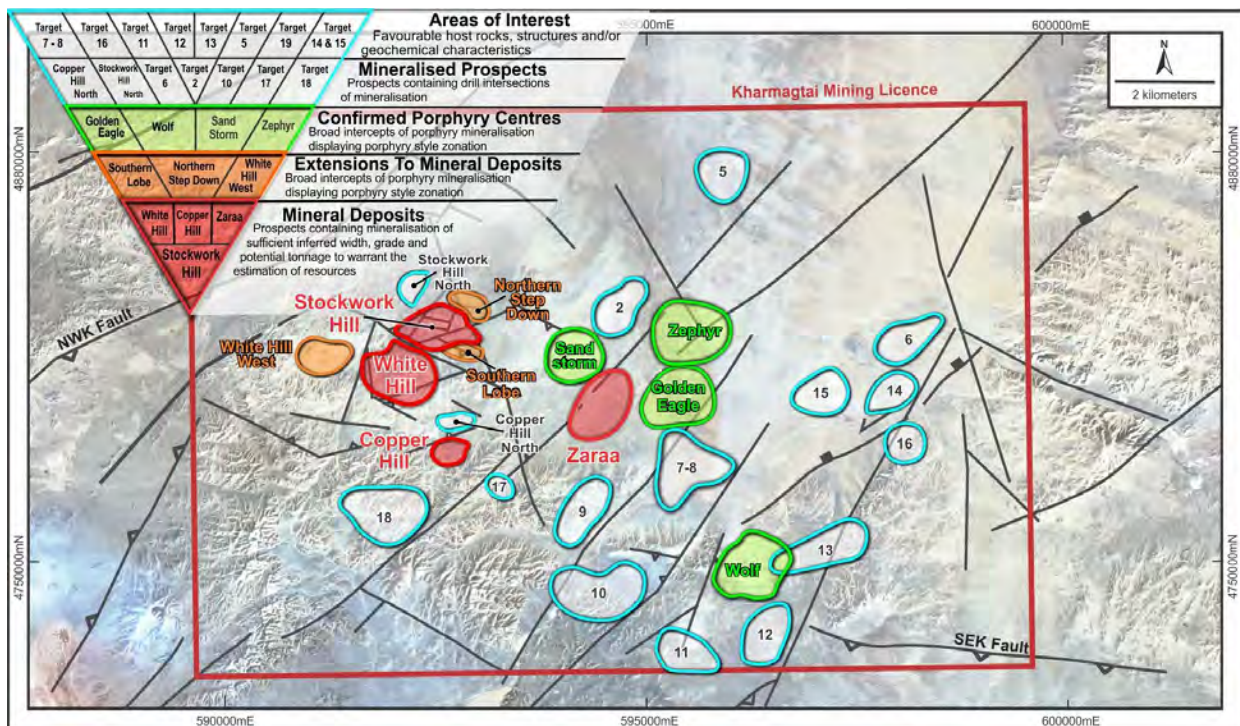 Target 7 - 8
Target 16
Target 11
Target 12
Target 13
Target 5
Target 19
Target 14 & 15
Areas of Interest
Favourable host rocks, structures and/or
geochemical characteristics
Copper Hill North
Stockwork Hill North
Target 6
Target 2
Target 10
Target 17
Target 18
Mineralised Prospects
Prospects containing drill intersections
of mineralisation
Golden Eagle
Wolf
Sand Storm
Zephyr
Confirmed Porphyry Centres
Broad intercepts of porphyry mineralisation
displaying porphyry style zonation
Southern Lobe
Northern Step Down
White Hill West
Extensions To Mineral Deposits
Broad intercepts of porphyry mineralisation
displaying porphyry style zonation
White Hill
Copper Hill
Zaraa
Stockwork Hill
Mineral Deposits
Prospects containing mineralisation of
sufficient inferred width, grade and
potential tonnage to warrant the
estimation of resources
595000mE
600000mE
N
2 kilometers
Kharmagtai Mining Licence
4880000mN
4880000mN
5
Stockwork
Hill
North
Northern
Step
Down
Stockwork
Hill
2
Zephyr
NWK Fault
6
White Hill
West
Sand
storm
White
Hill
Southern
Lobe
Golden
Eagle
15
14
Copper
Hill
North
16
Copper
Hill
Zaraa
7-8
17
18
9
13
Wolf
4750000mN
4750000mN
10
12
11
SEK Fault
590000mE
595000mE
600000mE